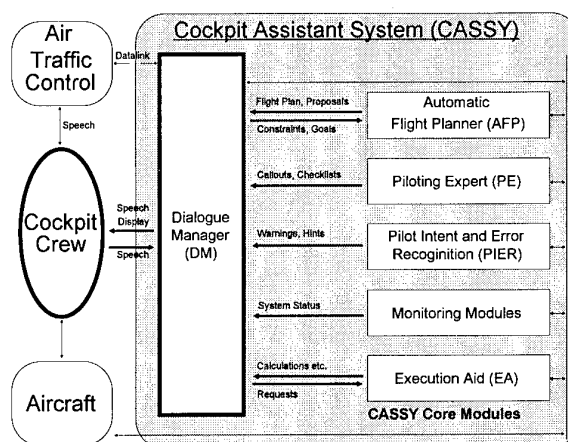 Cockpit Assistant System (CASSY)
Air
Traffic
Control
Datalink
Speech
Cockpit
Crew
Speech
Display
Speech
Aircraft
Dialogue
Manager
(DM)
Flight Plan, Proposals
Constraints, Goals
Automatic
Flight Planner (AFP)
Callouts, Checklists
Piloting Expert (PE)
Warnings, Hints
Pilot Intent and Error
Recoginition (PIER)
System Status
Monitoring Modules
Calculations etc.
Requests
Execution Aid (EA)
CASSY Core Modules